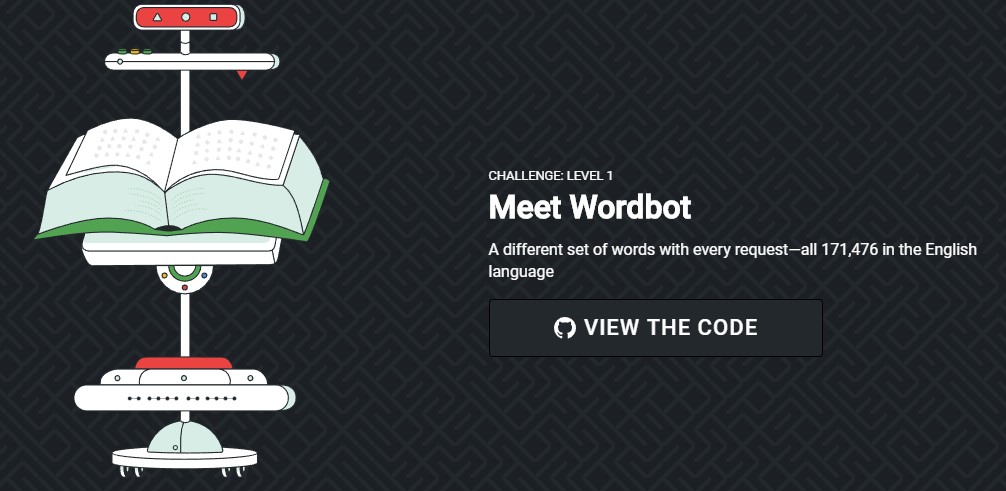 CHALLENGE: LEVEL 1
Meet Wordbot
A different set of words with every request—all 171,476 in the English
language
VIEW THE CODE